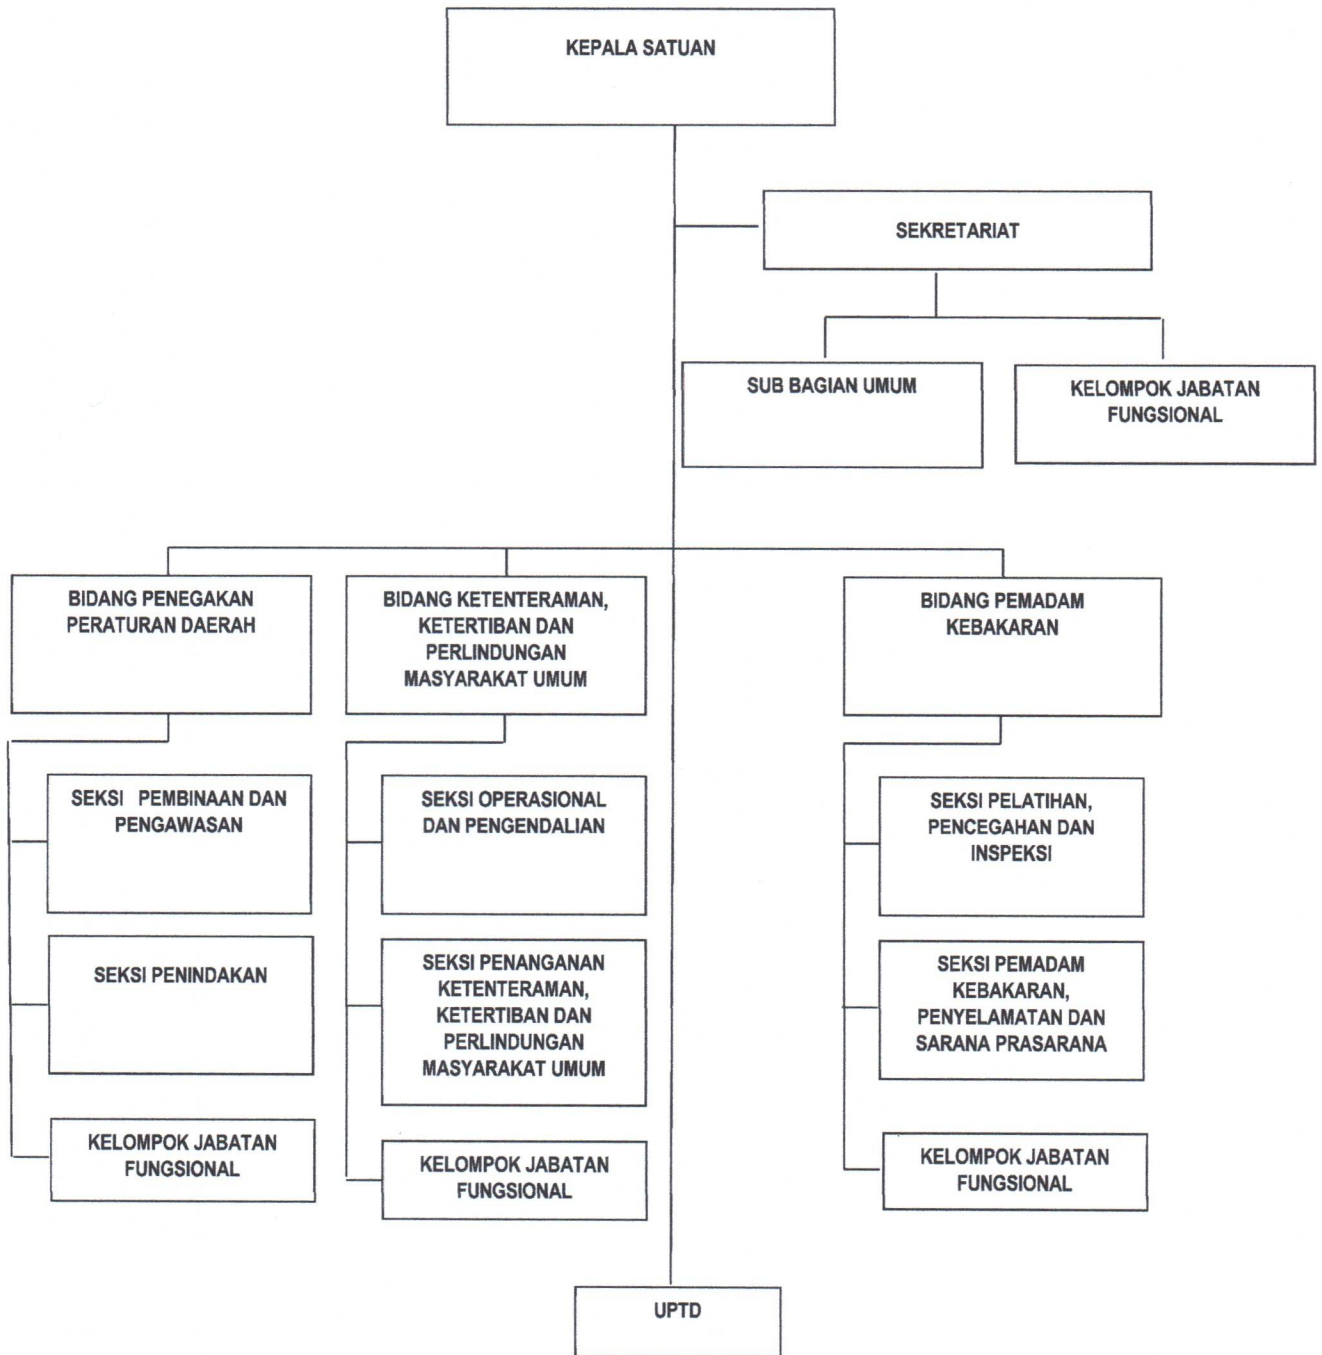 KEPALA SATUAN
SEKRETARIAT
SUB BAGIAN UMUM
KELOMPOK JABATAN
FUNGSIONAL
BIDANG PENEGAKAN
PERATURAN DAERAH
BIDANG KETENTERAMAN,
KETERTIBAN DAN
PERLINDUNGAN
MASYARAKAT UMUM
BIDANG PEMADAM
KEBAKARAN
SEKSI PEMBINAAN DAN
PENGAWASAN
SEKSI OPERASIONAL
DAN PENGENDALIAN
SEKSI PELATIHAN,
PENCEGAHAN DAN
INSPEKSI
SEKSI PENINDAKAN
SEKSI PENANGANAN
KETENTERAMAN,
KETERTIBAN DAN
PERLINDUNGAN
MASYARAKAT UMUM
SEKSI PEMADAM
KEBAKARAN,
PENYELAMATAN DAN
SARANA PRASARANA
KELOMPOK JABATAN
FUNGSIONAL
KELOMPOK JABATAN
FUNGSIONAL
KELOMPOK JABATAN
FUNGSIONAL
UPTD